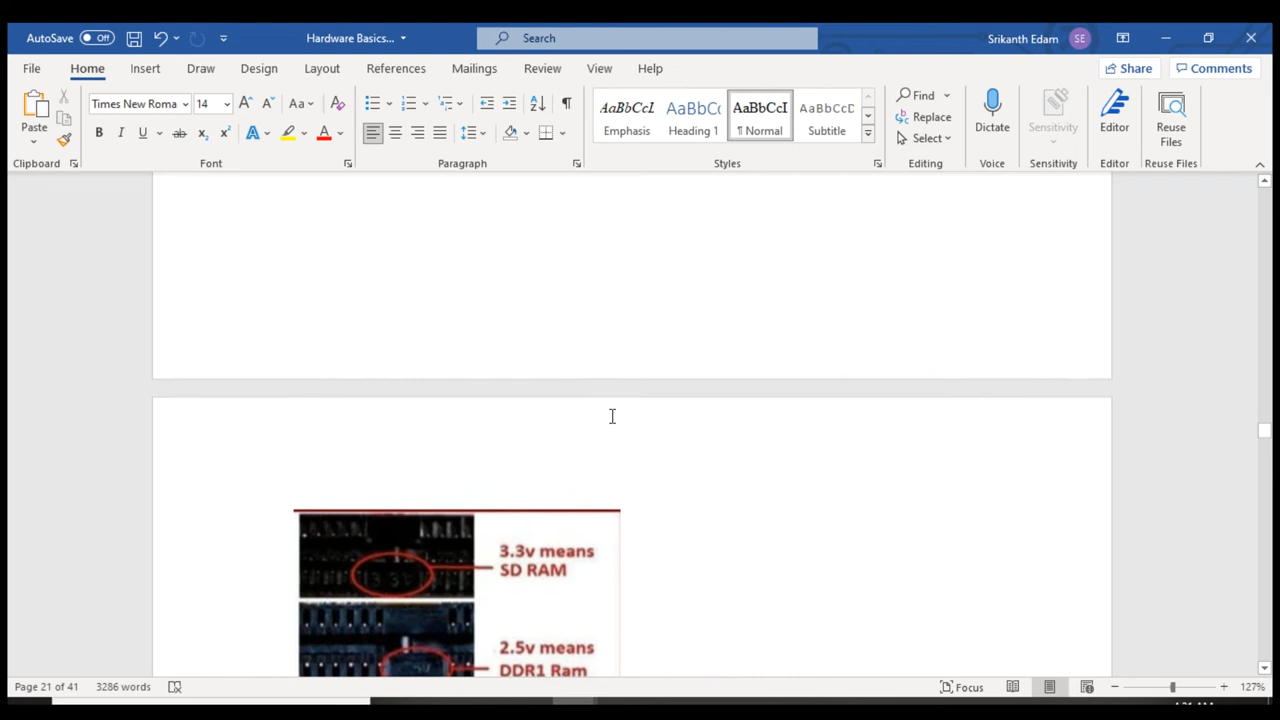 AutoSave Off Hardware Basics... Search Srikanth Edam SE
File Home Insert Draw Design Layout References Mailings Review View Help Share Comments
Paste Times New Roma 14 Aa AaBbCcI AaBbCc AaBbCcI AaBbCcD Find Replace Select Dictate Sensitivity Editor Reuse Files
Emphasis Heading 1 ¶ Normal Subtitle
Clipboard Font Paragraph Styles Editing Voice Sensitivity Editor Reuse Files
3.3v means
SD RAM
2.5v means
DDR1 Ram
Page 21 of 41 3286 words Focus 127%